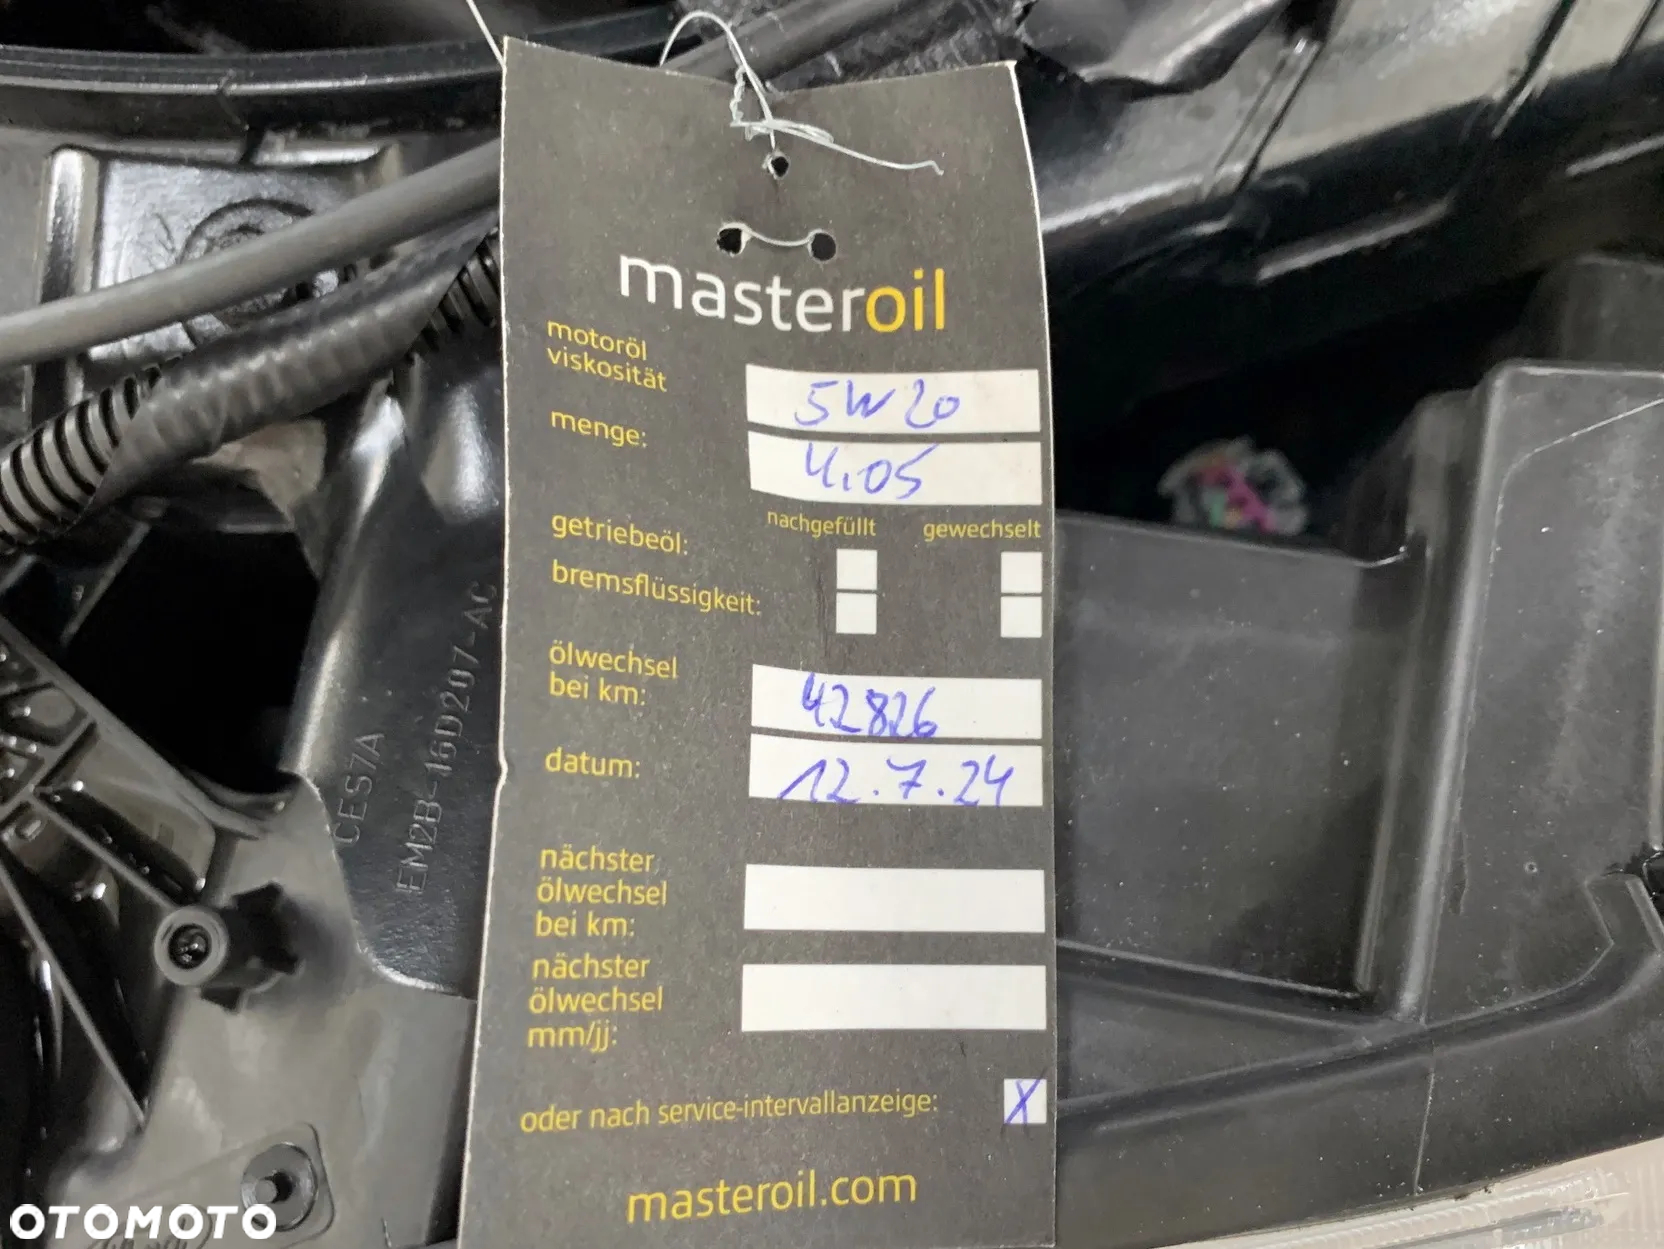 masteroil
motoröl
viskosität
5W20
menge:
4.05
nachgefüllt gewechselt
getriebeöl:
bremsflüssigkeit:
ölwechsel
bei km:
42826
datum:
12.7.24
nächster
ölwechsel
bei km:
nächster
ölwechsel
mm/jj:
oder nach service-intervallanzeige: X
masteroil.com
CES7A
EM2B-16D207-AC
OTOMOTO